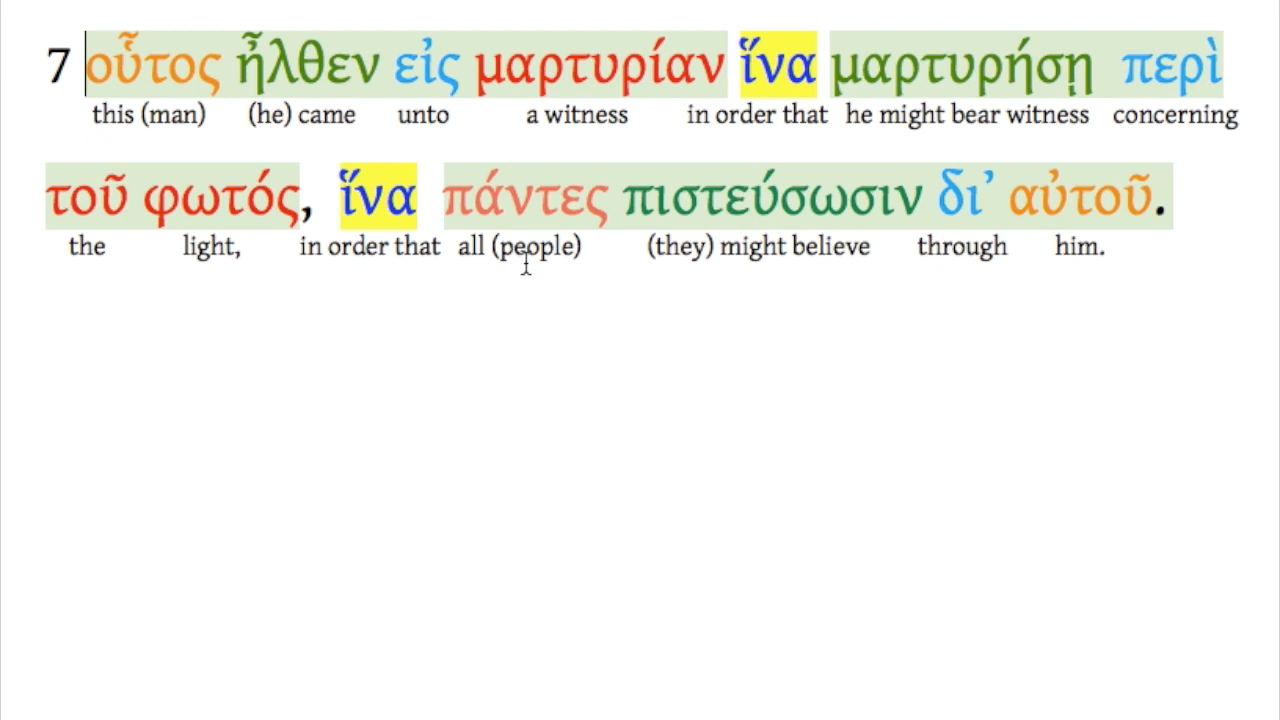 7 οὗτος ἦλθεν εἰς μαρτυρίαν ἵνα μαρτυρήσῃ περὶ
this (man) (he) came unto a witness in order that he might bear witness concerning
τοῦ φωτός, ἵνα πάντες πιστεύσωσιν δι’ αὐτοῦ.
the light, in order that all (people) (they) might believe through him.